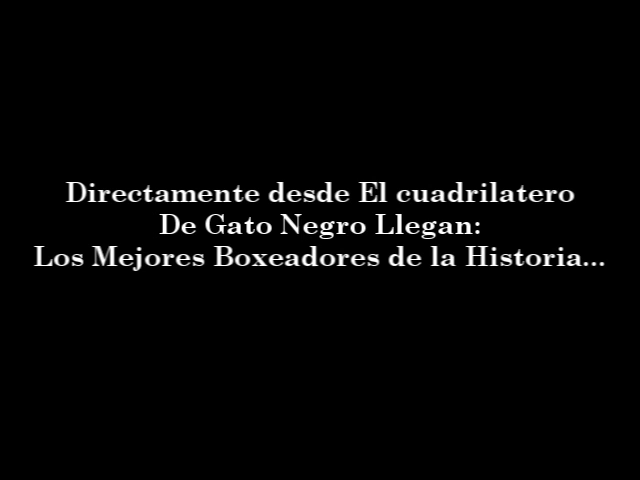 Directamente desde El cuadrilatero
De Gato Negro Llegan:
Los Mejores Boxeadores de la Historia...